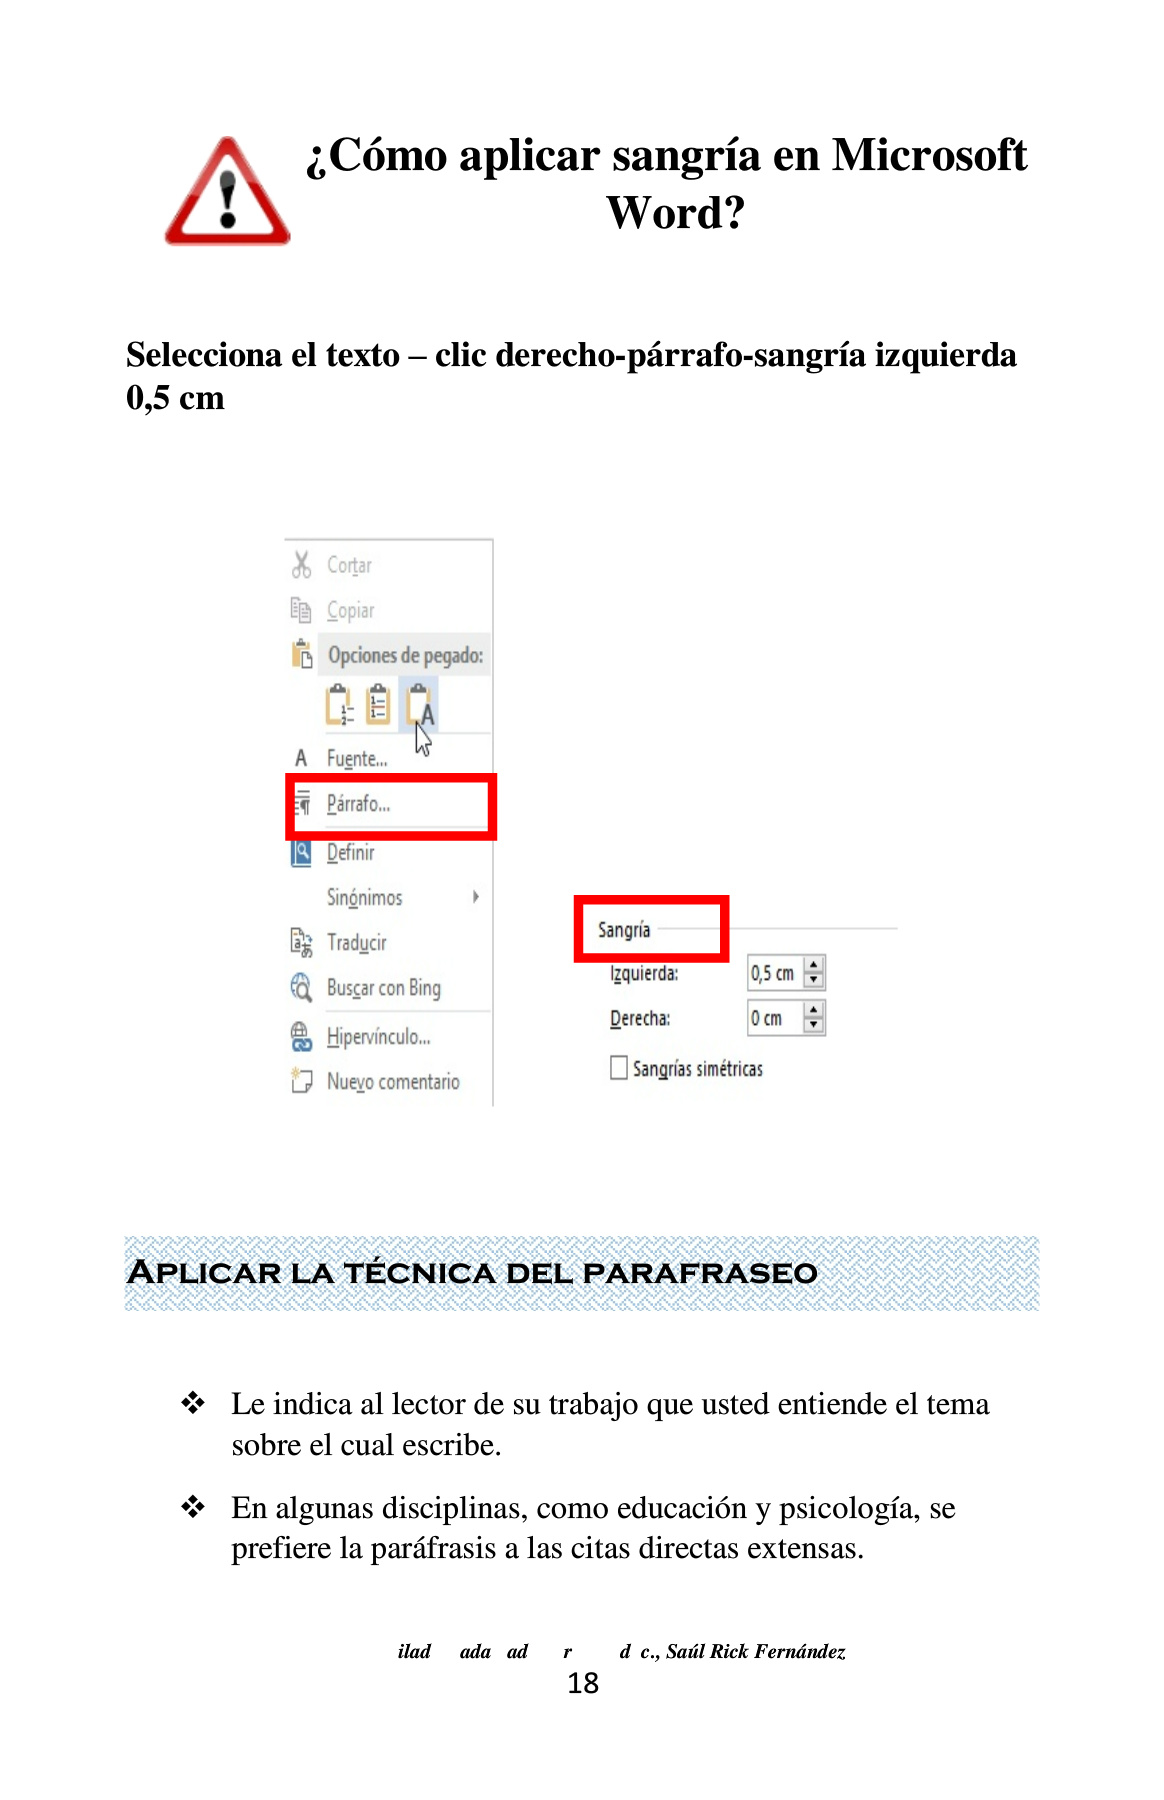 ¿Cómo aplicar sangría en Microsoft
Word?
Selecciona el texto – clic derecho-párrafo-sangría izquierda
0,5 cm
Cortar
Copiar
Opciones de pegado:
A Fuente...
Párrafo...
Definir
Sinónimos
Traducir
Buscar con Bing
Hipervínculo...
Nuevo comentario
Sangría
Izquierda: 0,5 cm
Derecha: 0 cm
Sangrías simétricas
APLICAR LA TÉCNICA DEL PARAFRASEO
❖ Le indica al lector de su trabajo que usted entiende el tema
sobre el cual escribe.
❖ En algunas disciplinas, como educación y psicología, se
prefiere la paráfrasis a las citas directas extensas.
ilad ada ad r d c., Saúl Rick Fernández
18